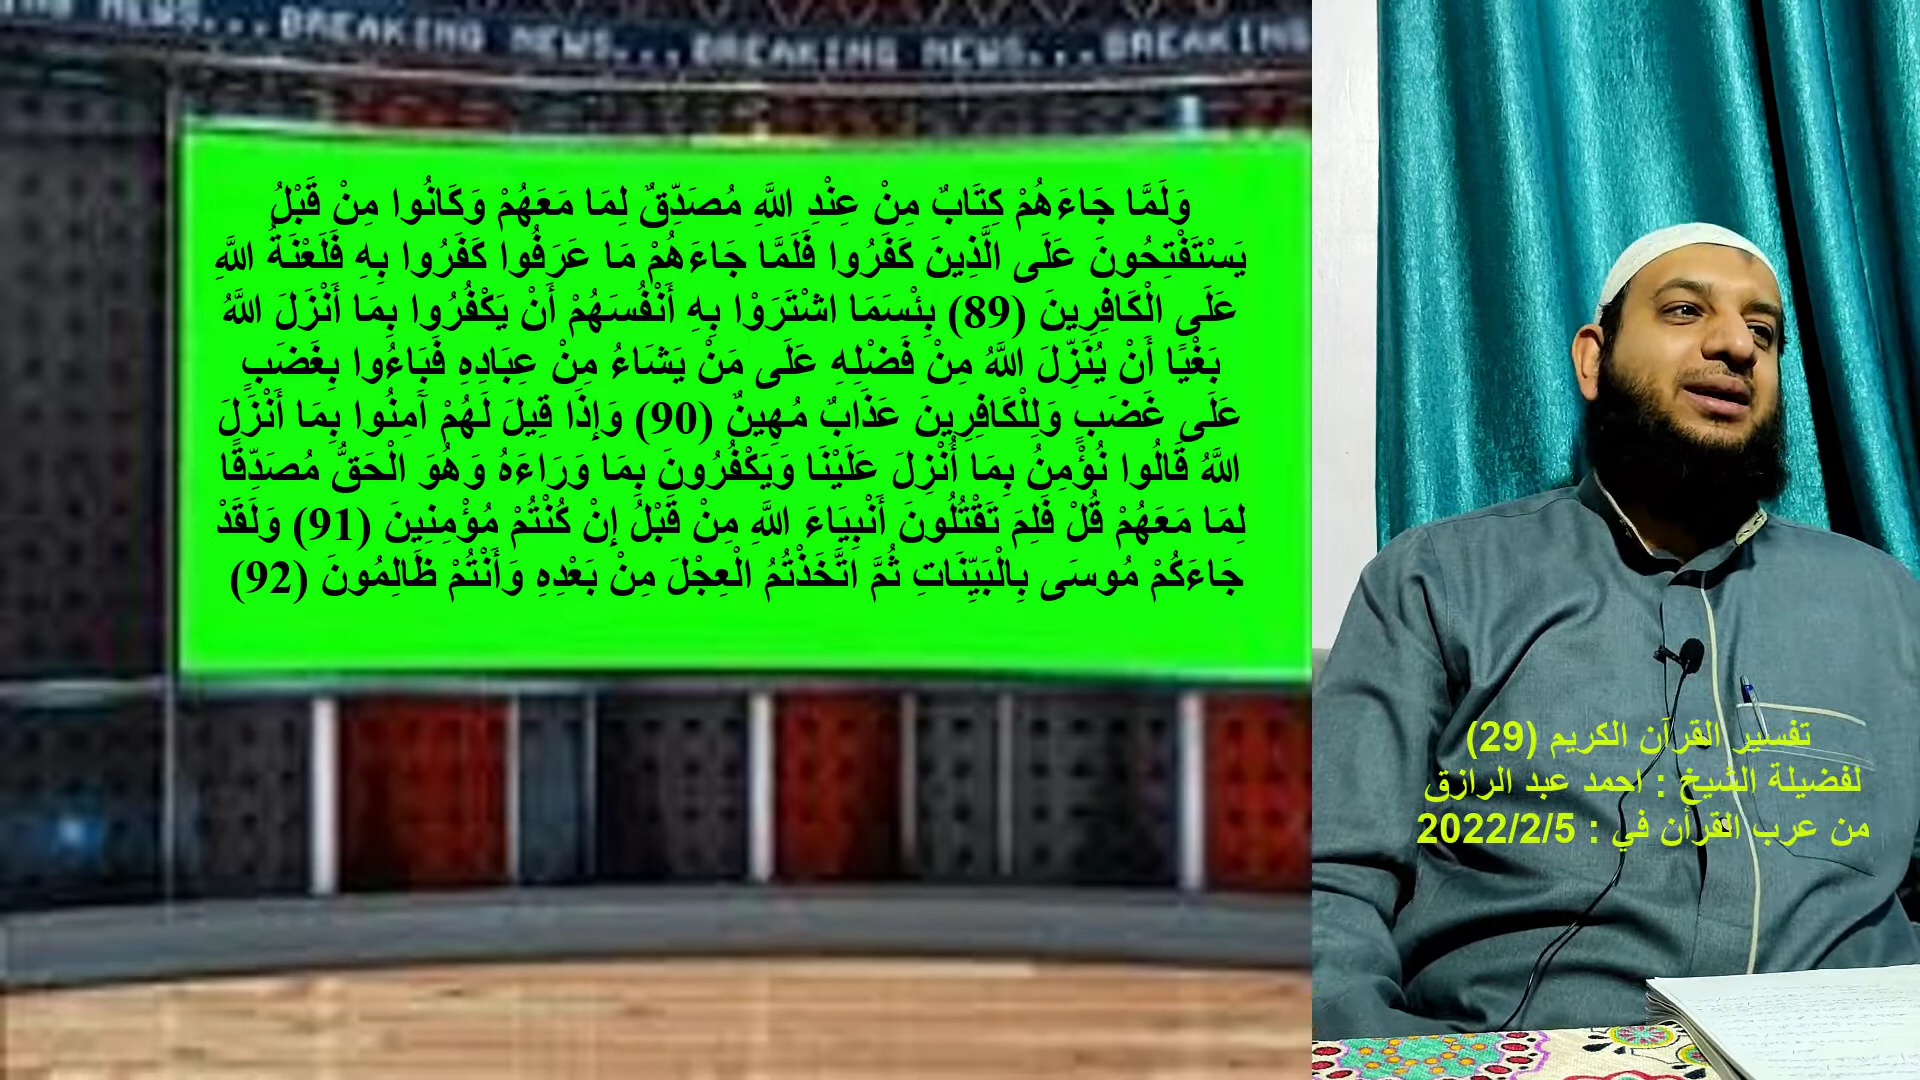 NEWS...BREAKING NEWS...BREAKING NEWS...BREAKING
وَلَمَّا جَاءَهُمْ كِتَابٌ مِنْ عِنْدِ اللَّهِ مُصَدِّقٌ لِمَا مَعَهُمْ وَكَانُوا مِنْ قَبْلُ
يَسْتَفْتِحُونَ عَلَى الَّذِينَ كَفَرُوا فَلَمَّا جَاءَهُمْ مَا عَرَفُوا كَفَرُوا بِهِ فَلَعْنَةُ اللَّهِ
عَلَى الْكَافِرِينَ (89) بِئْسَمَا اشْتَرَوْا بِهِ أَنْفُسَهُمْ أَنْ يَكْفُرُوا بِمَا أَنْزَلَ اللَّهُ
بَغْيًا أَنْ يُنَزِّلَ اللَّهُ مِنْ فَضْلِهِ عَلَى مَنْ يَشَاءُ مِنْ عِبَادِهِ فَبَاءُوا بِغَضَبٍ
عَلَى غَضَبٍ وَلِلْكَافِرِينَ عَذَابٌ مُهِينٌ (90) وَإِذَا قِيلَ لَهُمْ آَمِنُوا بِمَا أَنْزَلَ
اللَّهُ قَالُوا نُؤْمِنُ بِمَا أُنْزِلَ عَلَيْنَا وَيَكْفُرُونَ بِمَا وَرَاءَهُ وَهُوَ الْحَقُّ مُصَدِّقًا
لِمَا مَعَهُمْ قُلْ فَلِمَ تَقْتُلُونَ أَنْبِيَاءَ اللَّهِ مِنْ قَبْلُ إِنْ كُنْتُمْ مُؤْمِنِينَ (91) وَلَقَدْ
جَاءَكُمْ مُوسَى بِالْبَيِّنَاتِ ثُمَّ اتَّخَذْتُمُ الْعِجْلَ مِنْ بَعْدِهِ وَأَنْتُمْ ظَالِمُونَ (92)
تفسير القرآن الكريم (29)
لفضيلة الشيخ : احمد عبد الرازق
من عرب القرأن في : 2022/2/5